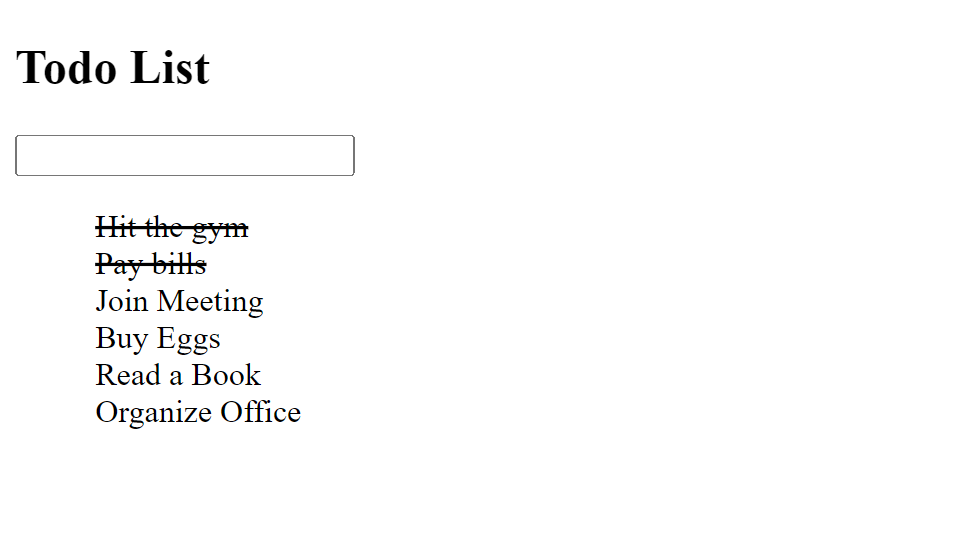 Todo List
Hit the gym
Pay bills
Join Meeting
Buy Eggs
Read a Book
Organize Office